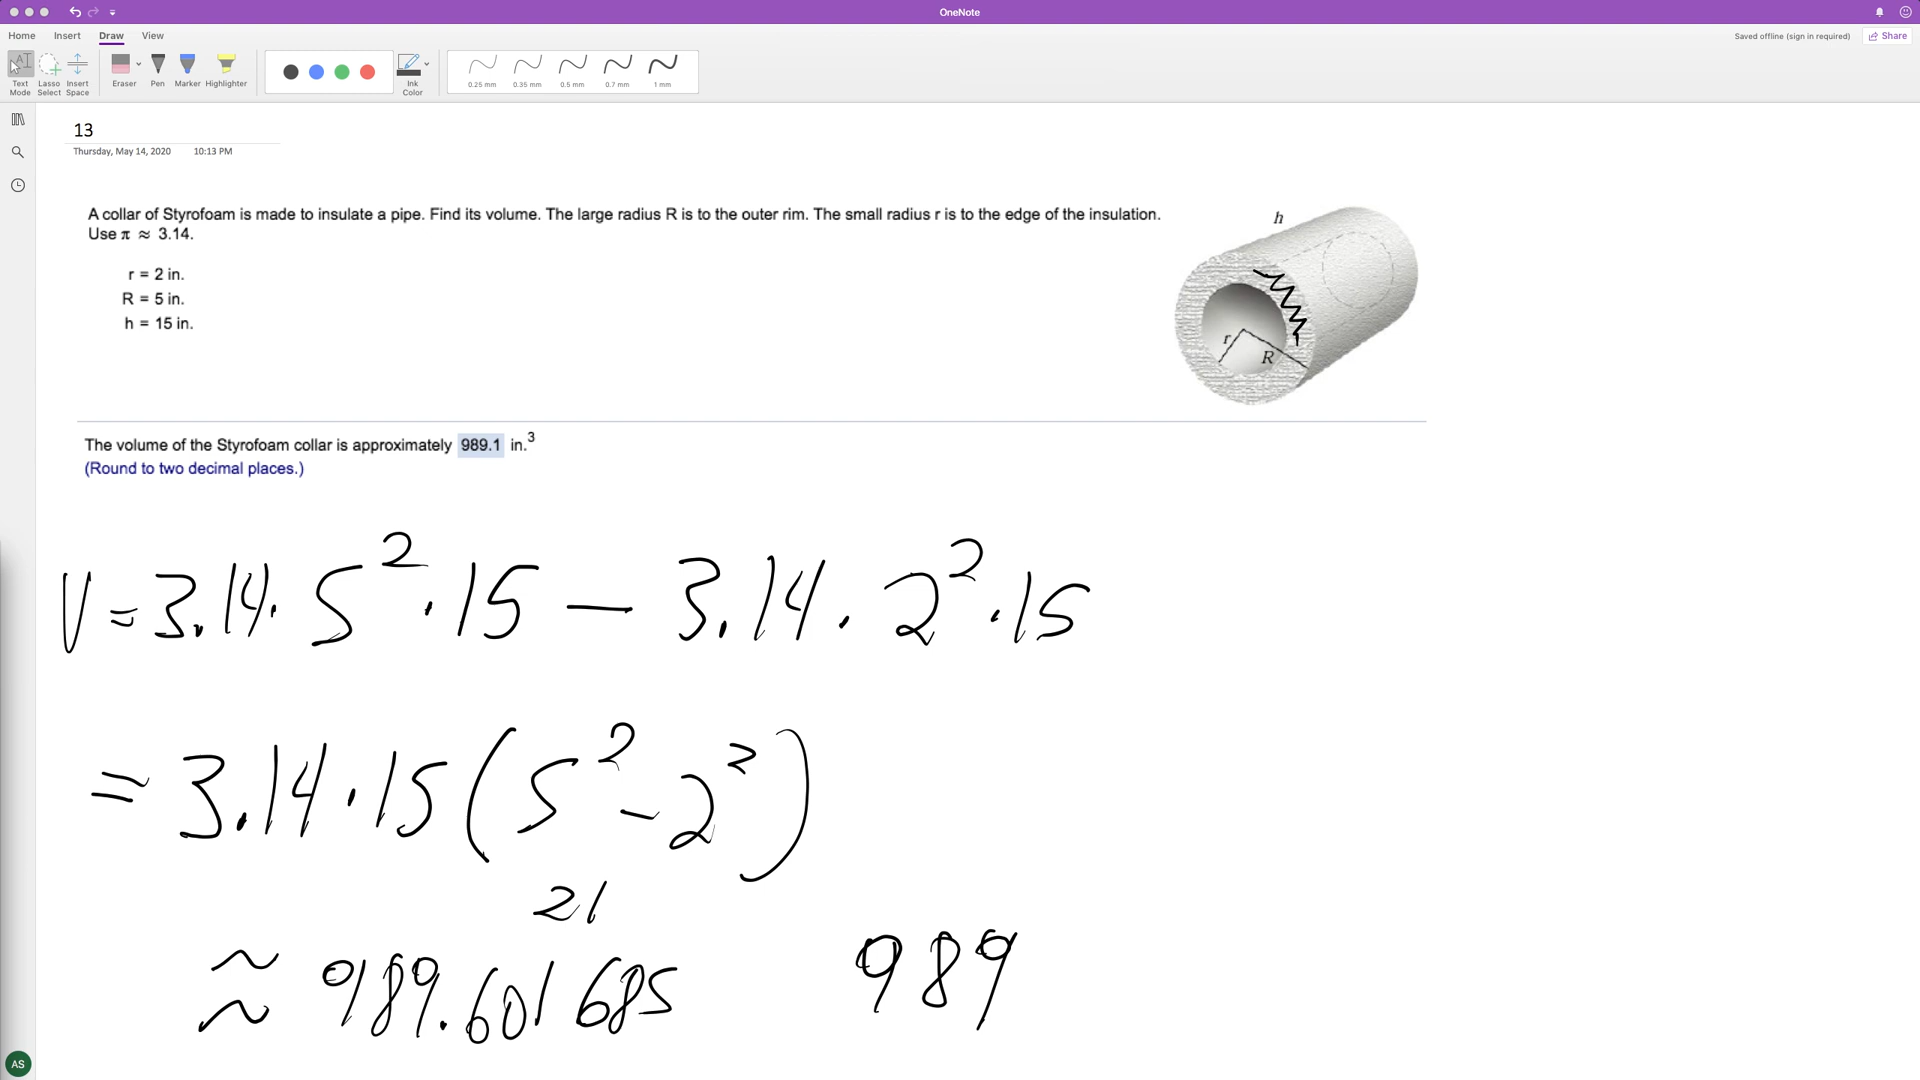 OneNote
Home Insert Draw View
Saved offline (sign in required) Share
Text Mode Lasso Select Insert Space Eraser Pen Marker Highlighter Ink Color 0.25 mm 0.35 mm 0.5 mm 0.7 mm 1 mm
13
Thursday, May 14, 2020 10:13 PM
A collar of Styrofoam is made to insulate a pipe. Find its volume. The large radius R is to the outer rim. The small radius r is to the edge of the insulation.
Use π ≈ 3.14.
r = 2 in.
R = 5 in.
h = 15 in.
h
r
R
The volume of the Styrofoam collar is approximately 989.1 in.³
(Round to two decimal places.)
V = 3.14 · 5² · 15 — 3.14 · 2² · 15
= 3.14 · 15 (5² - 2²)
21
≈ 989.601685 989
AS